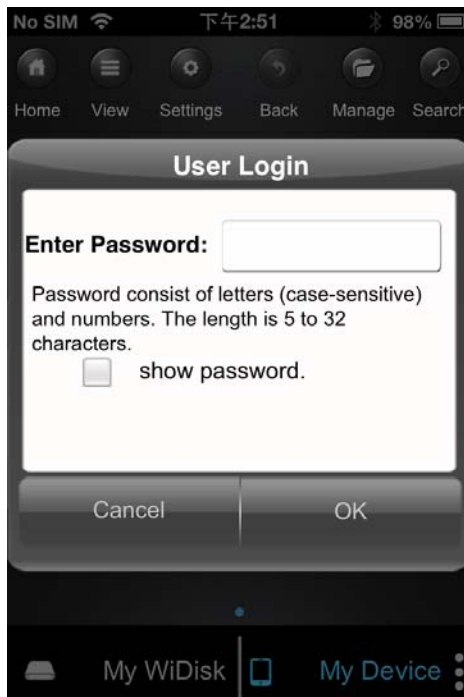 No SIM 下午2:51 98%
Home View Settings Back Manage Search
User Login
Enter Password:
Password consist of letters (case-sensitive)
and numbers. The length is 5 to 32
characters.
show password.
Cancel OK
My WiDisk My Device